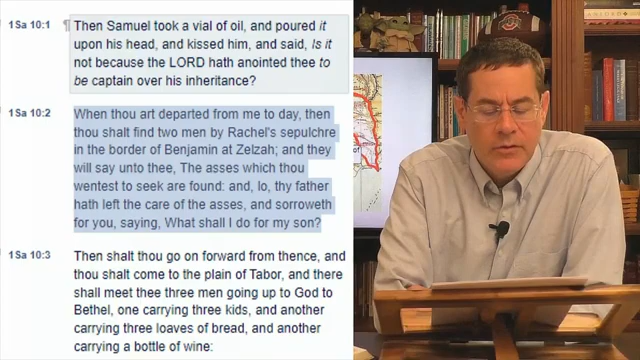 1Sa 10:1 ¶ Then Samuel took a vial of oil, and poured it
upon his head, and kissed him, and said, Is it
not because the LORD hath anointed thee to
be captain over his inheritance?
1Sa 10:2 When thou art departed from me to day, then
thou shalt find two men by Rachel's sepulchre
in the border of Benjamin at Zelzah; and they
will say unto thee, The asses which thou
wentest to seek are found: and, lo, thy father
hath left the care of the asses, and sorroweth
for you, saying, What shall I do for my son?
1Sa 10:3 Then shalt thou go on forward from thence, and
thou shalt come to the plain of Tabor, and there
shall meet thee three men going up to God to
Bethel, one carrying three kids, and another
carrying three loaves of bread, and another
carrying a bottle of wine: